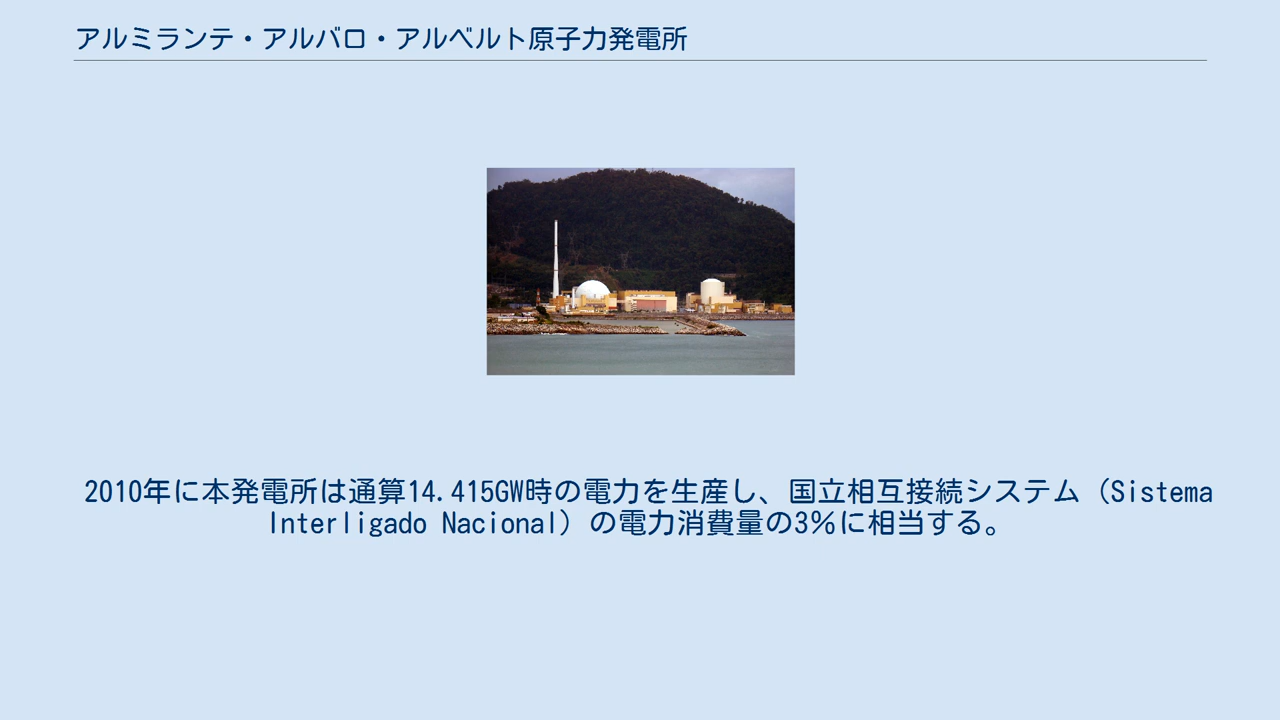 アルミランテ・アルバロ・アルベルト原子力発電所
2010年に本発電所は通算14.415GW時の電力を生産し、国立相互接続システム（Sistema
Interligado Nacional）の電力消費量の3％に相当する。